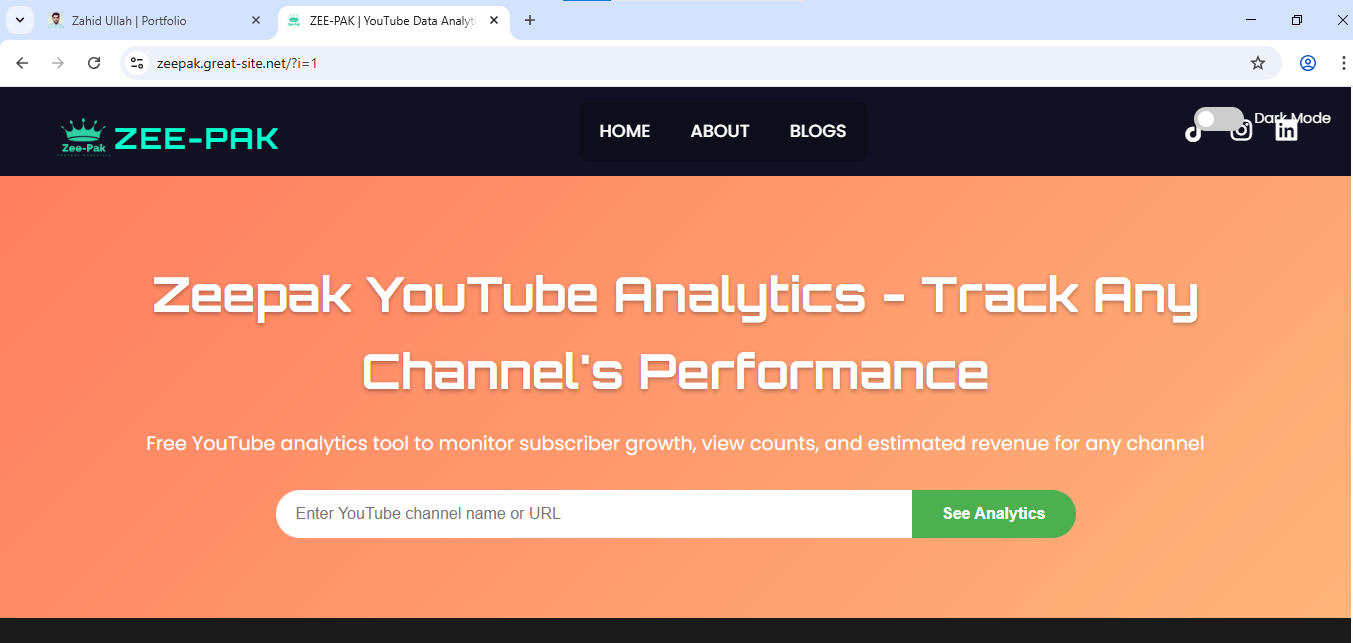 Zahid Ullah | Portfolio
ZEE-PAK | YouTube Data Analyti
zeepak.great-site.net/?i=1
Zee-Pak
ZEE-PAK
HOME
ABOUT
BLOGS
Dark Mode
Zeepak YouTube Analytics - Track Any
Channel's Performance
Free YouTube analytics tool to monitor subscriber growth, view counts, and estimated revenue for any channel
Enter YouTube channel name or URL
See Analytics